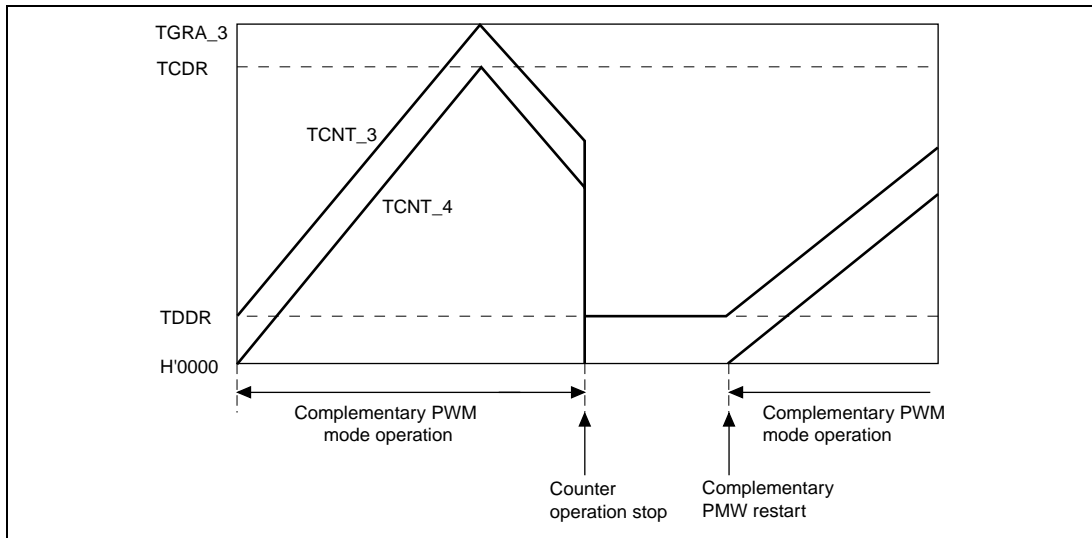 TGRA_3
TCDR
TCNT_3
TCNT_4
TDDR
H'0000
Complementary PWM
mode operation
Complementary PWM
mode operation
Counter
operation stop
Complementary
PMW restart